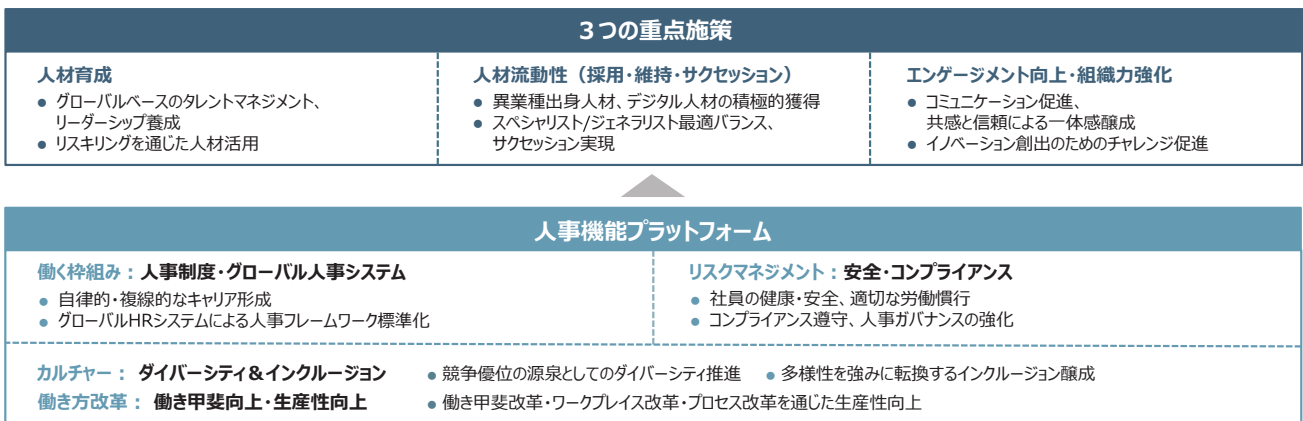 3つの重点施策
人材育成
● グローバルベースのタレントマネジメント、
リーダーシップ養成
● リスキリングを通じた人材活用
人材流動性（採用・維持・サクセッション）
● 異業種出身人材、デジタル人材の積極的獲得
● スペシャリスト/ジェネラリスト最適バランス、
サクセッション実現
エンゲージメント向上・組織力強化
● コミュニケーション促進、
共感と信頼による一体感醸成
● イノベーション創出のためのチャレンジ促進
人事機能プラットフォーム
働く枠組み：人事制度・グローバル人事システム
● 自律的・複線的なキャリア形成
● グローバルHRシステムによる人事フレームワーク標準化
リスクマネジメント：安全・コンプライアンス
● 社員の健康・安全、適切な労働慣行
● コンプライアンス遵守、人事ガバナンスの強化
カルチャー： ダイバーシティ&インクルージョン ● 競争優位の源泉としてのダイバーシティ推進 ● 多様性を強みに転換するインクルージョン醸成
働き方改革： 働き甲斐向上・生産性向上 ● 働き甲斐改革・ワークプレイス改革・プロセス改革を通じた生産性向上